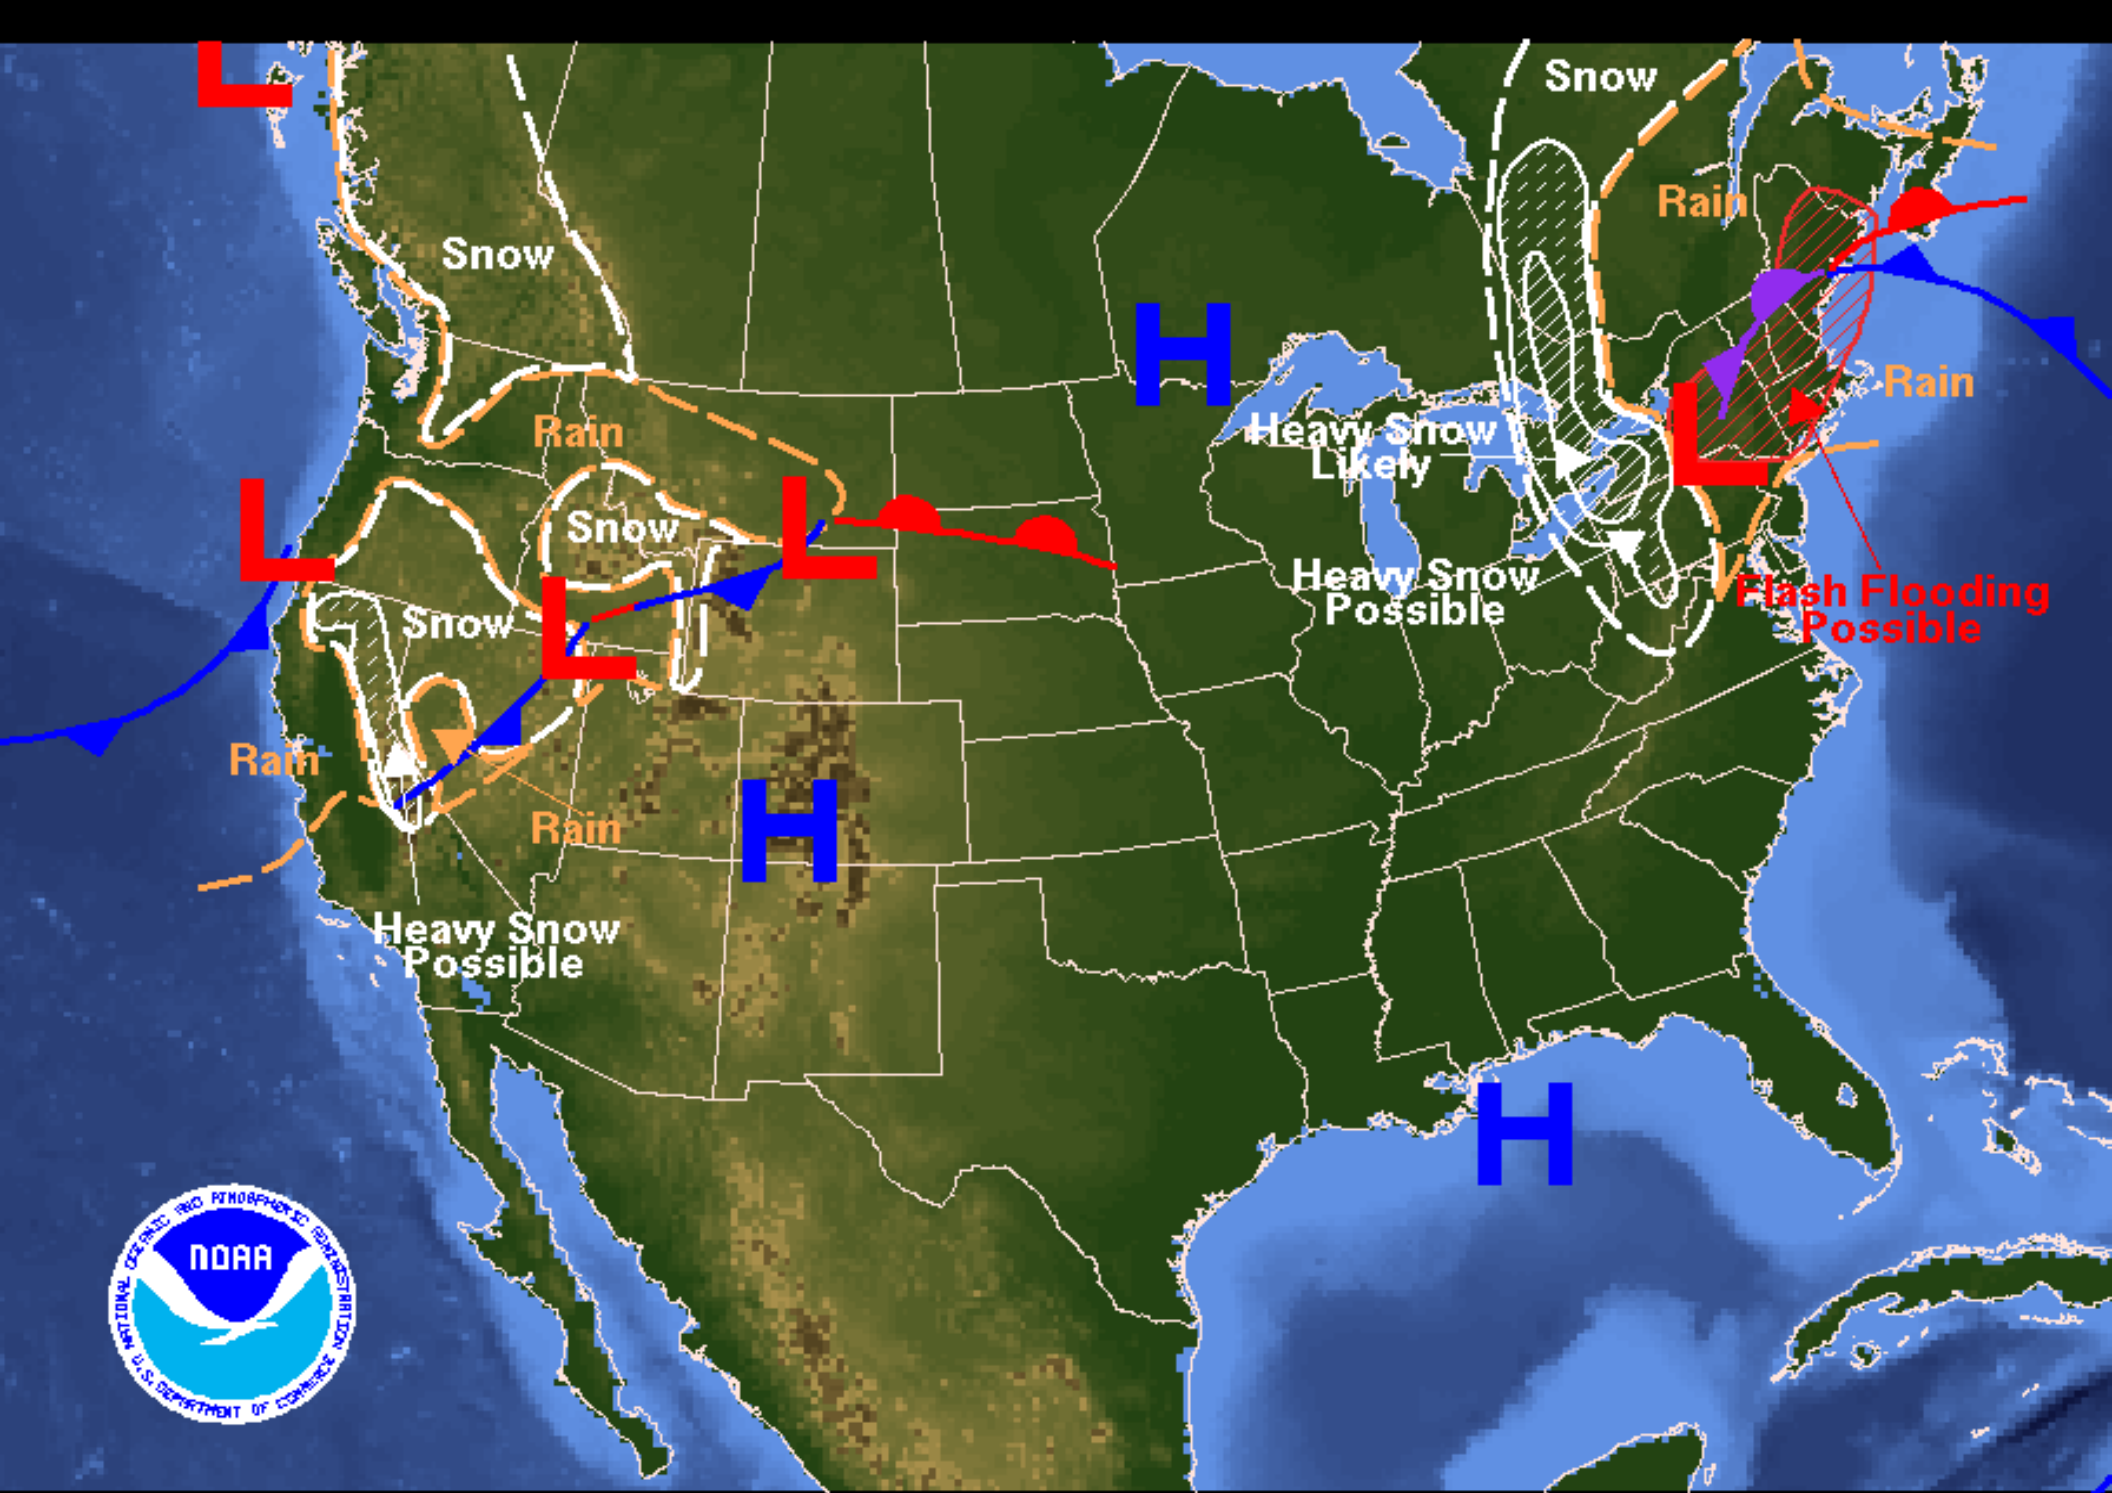 L
Snow
Snow
Rain
H
Rain
Heavy Snow
Likely
L
Rain
Snow
L
L
Heavy Snow
Possible
Flash Flooding
Possible
L
Snow
Rain
Rain
H
Heavy Snow
Possible
H
NOAA
NATIONAL OCEANIC AND ATMOSPHERIC ADMINISTRATION
U.S. DEPARTMENT OF COMMERCE